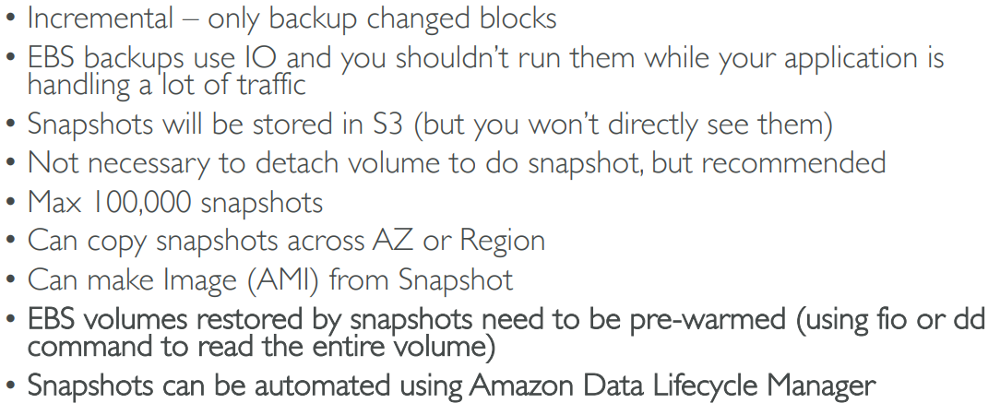 • Incremental – only backup changed blocks
• EBS backups use IO and you shouldn’t run them while your application is
handling a lot of traffic
• Snapshots will be stored in S3 (but you won’t directly see them)
• Not necessary to detach volume to do snapshot, but recommended
• Max 100,000 snapshots
• Can copy snapshots across AZ or Region
• Can make Image (AMI) from Snapshot
• EBS volumes restored by snapshots need to be pre-warmed (using fio or dd
command to read the entire volume)
• Snapshots can be automated using Amazon Data Lifecycle Manager